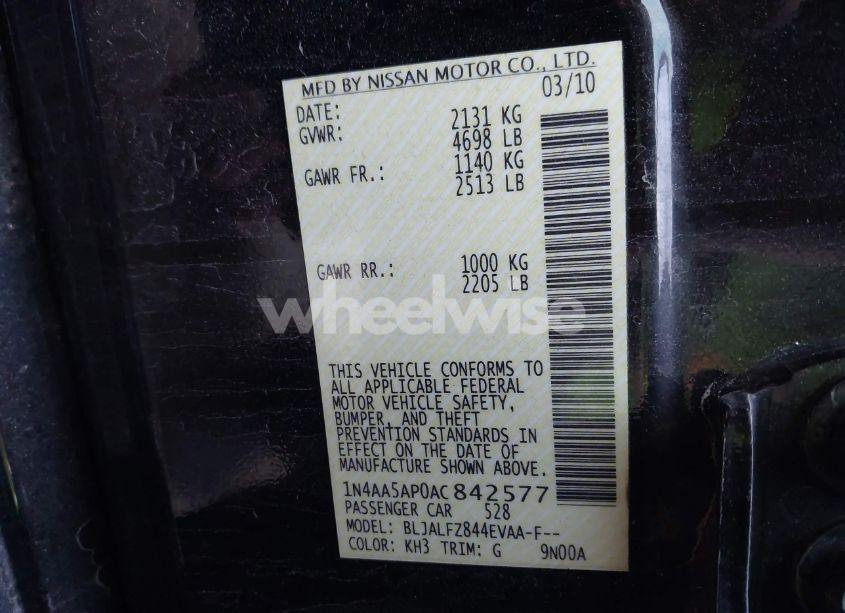 MFD BY NISSAN MOTOR CO., LTD.
DATE: 03/10
GVWR: 2131 KG
4698 LB
GAWR FR.: 1140 KG
2513 LB
GAWR RR.: 1000 KG
2205 LB
wheelwise
THIS VEHICLE CONFORMS TO
ALL APPLICABLE FEDERAL
MOTOR VEHICLE SAFETY,
BUMPER, AND THEFT
PREVENTION STANDARDS IN
EFFECT ON THE DATE OF
MANUFACTURE SHOWN ABOVE.
1N4AA5AP0AC842577
PASSENGER CAR 528
MODEL: BLJALFZ844EVAA-F--
COLOR: KH3 TRIM: G 9N00A